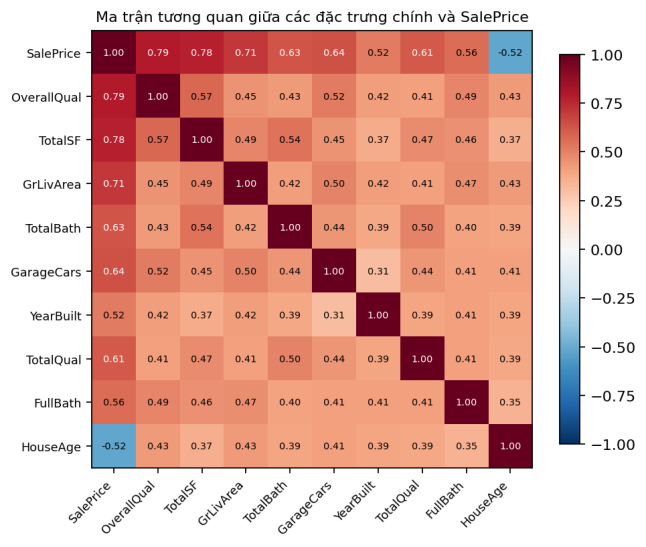 Ma trận tương quan giữa các đặc trưng chính và SalePrice
SalePrice 1.00 0.79 0.78 0.71 0.63 0.64 0.52 0.61 0.56 -0.52
OverallQual 0.79 1.00 0.57 0.45 0.43 0.52 0.42 0.41 0.49 0.43
TotalSF 0.78 0.57 1.00 0.49 0.54 0.45 0.37 0.47 0.46 0.37
GrLivArea 0.71 0.45 0.49 1.00 0.42 0.50 0.42 0.41 0.47 0.43
TotalBath 0.63 0.43 0.54 0.42 1.00 0.44 0.39 0.50 0.40 0.39
GarageCars 0.64 0.52 0.45 0.50 0.44 1.00 0.31 0.44 0.41 0.41
YearBuilt 0.52 0.42 0.37 0.42 0.39 0.31 1.00 0.39 0.41 0.39
TotalQual 0.61 0.41 0.47 0.41 0.50 0.44 0.39 1.00 0.41 0.39
FullBath 0.56 0.49 0.46 0.47 0.40 0.41 0.41 0.41 1.00 0.35
HouseAge -0.52 0.43 0.37 0.43 0.39 0.41 0.39 0.39 0.35 1.00
SalePrice OverallQual TotalSF GrLivArea TotalBath GarageCars YearBuilt TotalQual FullBath HouseAge
1.00
0.75
0.50
0.25
0.00
−0.25
−0.50
−0.75
−1.00